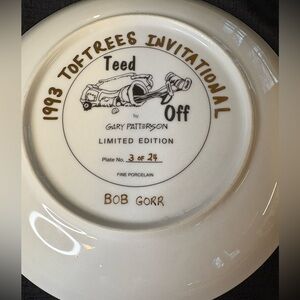 1993 TOFTREES INVITATIONAL
Teed
Off
by
GARY PATTERSON
LIMITED EDITION
Plate No. 3 OF 24
FINE PORCELAIN
BOB GORR